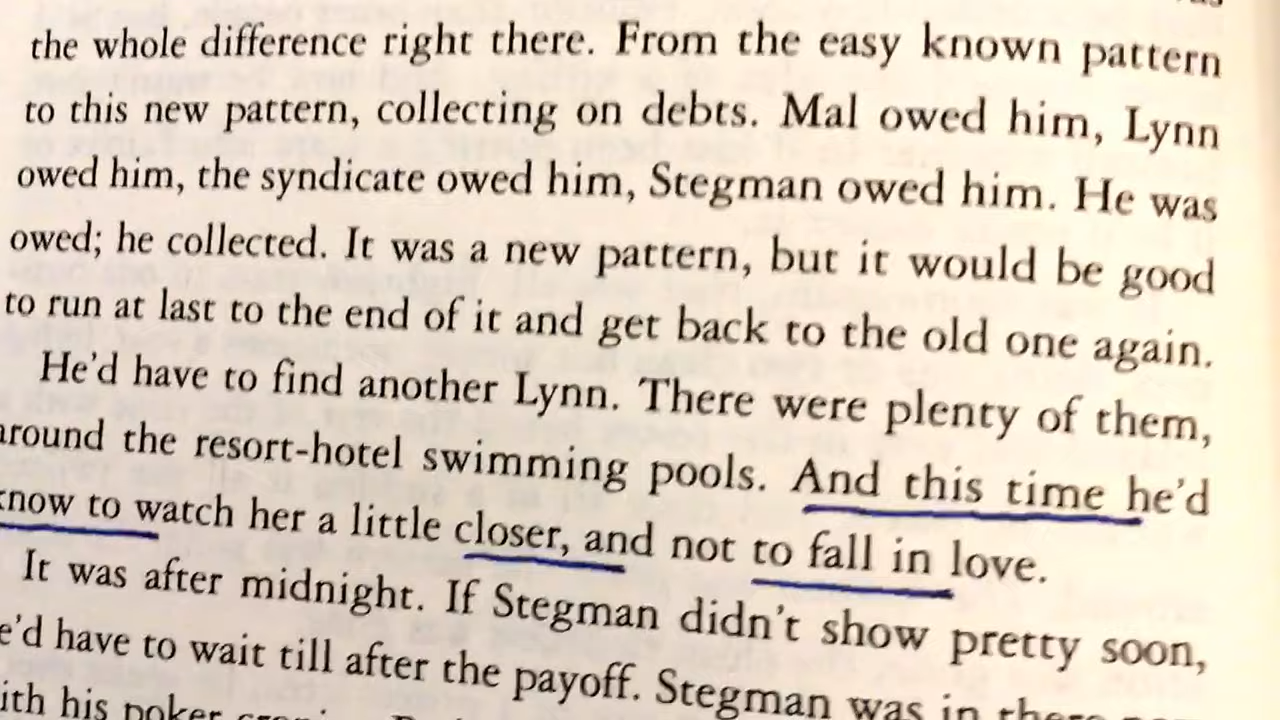 the whole difference right there. From the easy known pattern
to this new pattern, collecting on debts. Mal owed him, Lynn
owed him, the syndicate owed him, Stegman owed him. He was
owed; he collected. It was a new pattern, but it would be good
to run at last to the end of it and get back to the old one again.
He'd have to find another Lynn. There were plenty of them,
around the resort-hotel swimming pools. And this time he'd
know to watch her a little closer, and not to fall in love.
It was after midnight. If Stegman didn't show pretty soon,
e'd have to wait till after the payoff. Stegman was in there
ith his poker